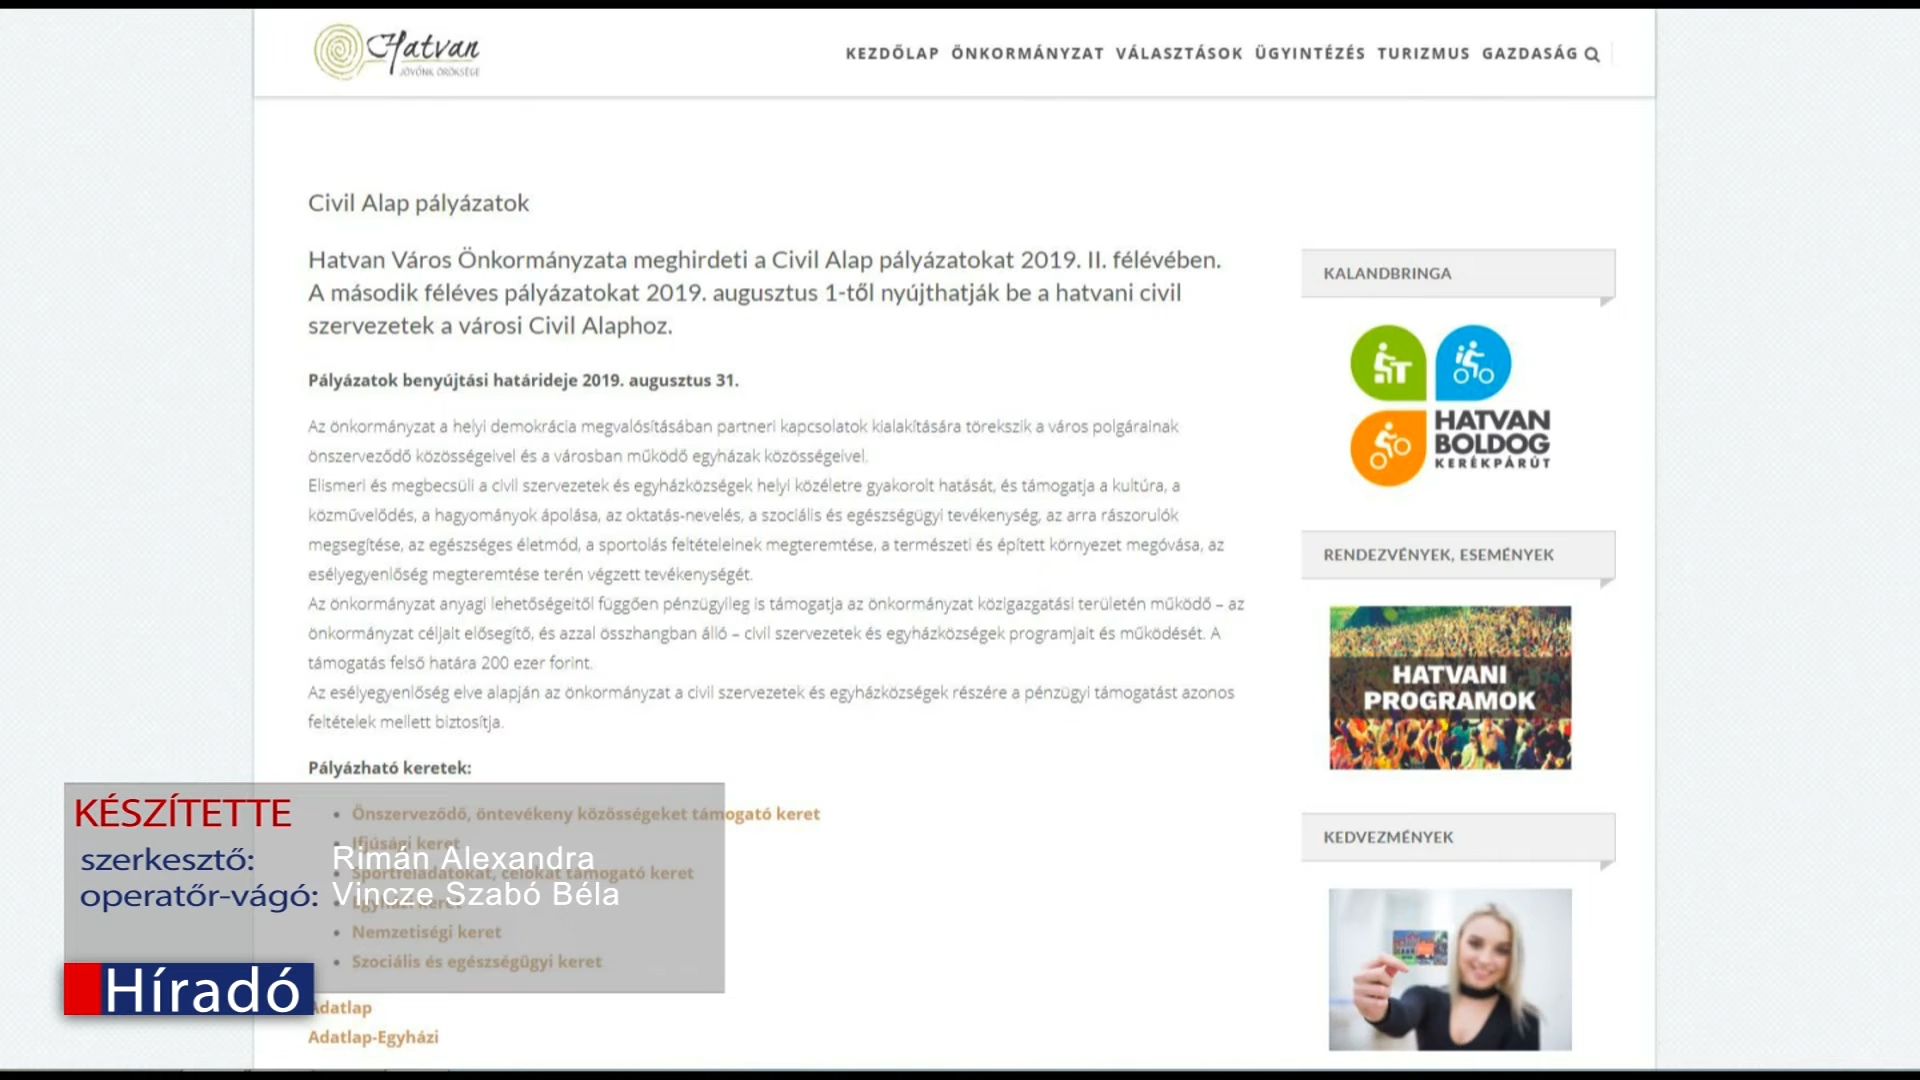 Hatvan
JÖVŐNK ÖRÖKSÉGE
KEZDŐLAP ÖNKORMÁNYZAT VÁLASZTÁSOK ÜGYINTÉZÉS TURIZMUS GAZDASÁG
Civil Alap pályázatok
Hatvan Város Önkormányzata meghirdeti a Civil Alap pályázatokat 2019. II. félévében.
A második féléves pályázatokat 2019. augusztus 1-től nyújthatják be a hatvani civil
szervezetek a városi Civil Alaphoz.
Pályázatok benyújtási határideje 2019. augusztus 31.
Az önkormányzat a helyi demokrácia megvalósításában partneri kapcsolatok kialakítására törekszik a város polgárainak
önszerveződő közösségeivel és a városban működő egyházak közösségeivel.
Elismeri és megbecsüli a civil szervezetek és egyházközségek helyi közéletre gyakorolt hatását, és támogatja a kultúra, a
közművelődés, a hagyományok ápolása, az oktatás-nevelés, a szociális és egészségügyi tevékenység, az arra rászorulók
megsegítése, az egészséges életmód, a sportolás feltételeinek megteremtése, a természeti és épített környezet megóvása, az
esélyegyenlőség megteremtése terén végzett tevékenységét.
Az önkormányzat anyagi lehetőségeitől függően pénzügyileg is támogatja az önkormányzat közigazgatási területén működő – az
önkormányzat céljait elősegítő, és azzal összhangban álló – civil szervezetek és egyházközségek programjait és működését. A
támogatás felső határa 200 ezer forint.
Az esélyegyenlőség elve alapján az önkormányzat a civil szervezetek és egyházközségek részére a pénzügyi támogatást azonos
feltételek mellett biztosítja.
Pályázható keretek:
• Önszerveződő, öntevékeny közösségeket támogató keret
• Ifjúsági keret
• Sportfeladatokat, célokat támogató keret
• Egyházi keret
• Nemzetiségi keret
• Szociális és egészségügyi keret
Adatlap
Adatlap-Egyházi
KALANDBRINGA
HATVAN
BOLDOG
KERÉKPÁRÚT
RENDEZVÉNYEK, ESEMÉNYEK
HATVANI
PROGRAMOK
KEDVEZMÉNYEK
KÉSZÍTETTE
szerkesztő: Rimán Alexandra
operatőr-vágó: Vincze Szabó Béla
Híradó